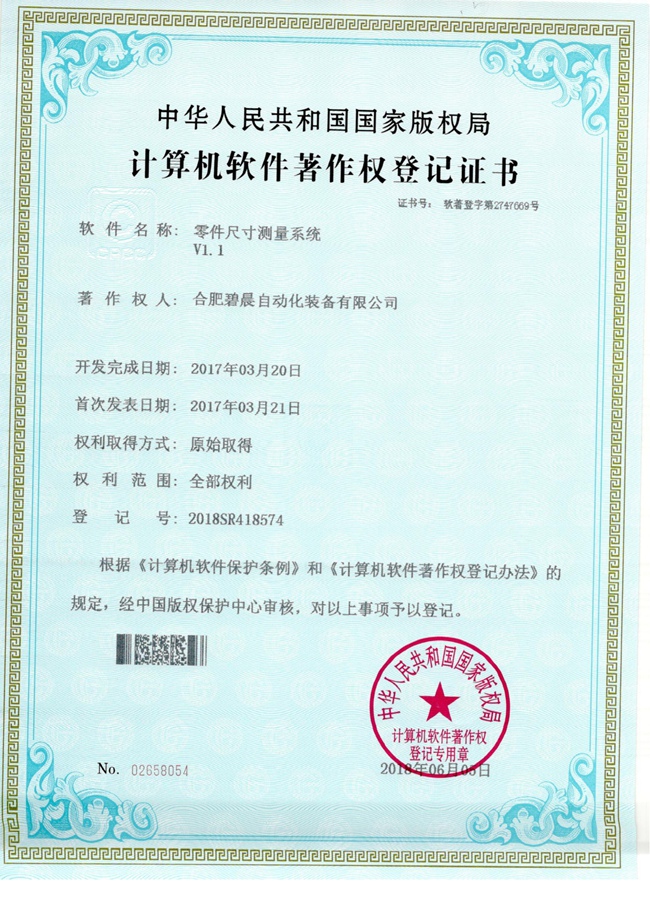 中华人民共和国国家版权局
计算机软件著作权登记证书
证书号: 软著登字第2747669号
软件名称: 零件尺寸测量系统
V1.1
著作权人: 合肥碧晨自动化装备有限公司
开发完成日期: 2017年03月20日
首次发表日期: 2017年03月21日
权利取得方式: 原始取得
权利范围: 全部权利
登记号: 2018SR418574
根据《计算机软件保护条例》和《计算机软件著作权登记办法》的
规定,经中国版权保护中心审核,对以上事项予以登记。
中华人民共和国国家版权局
计算机软件著作权
登记专用章
No. 02658054
2018年06月05日
CPCC